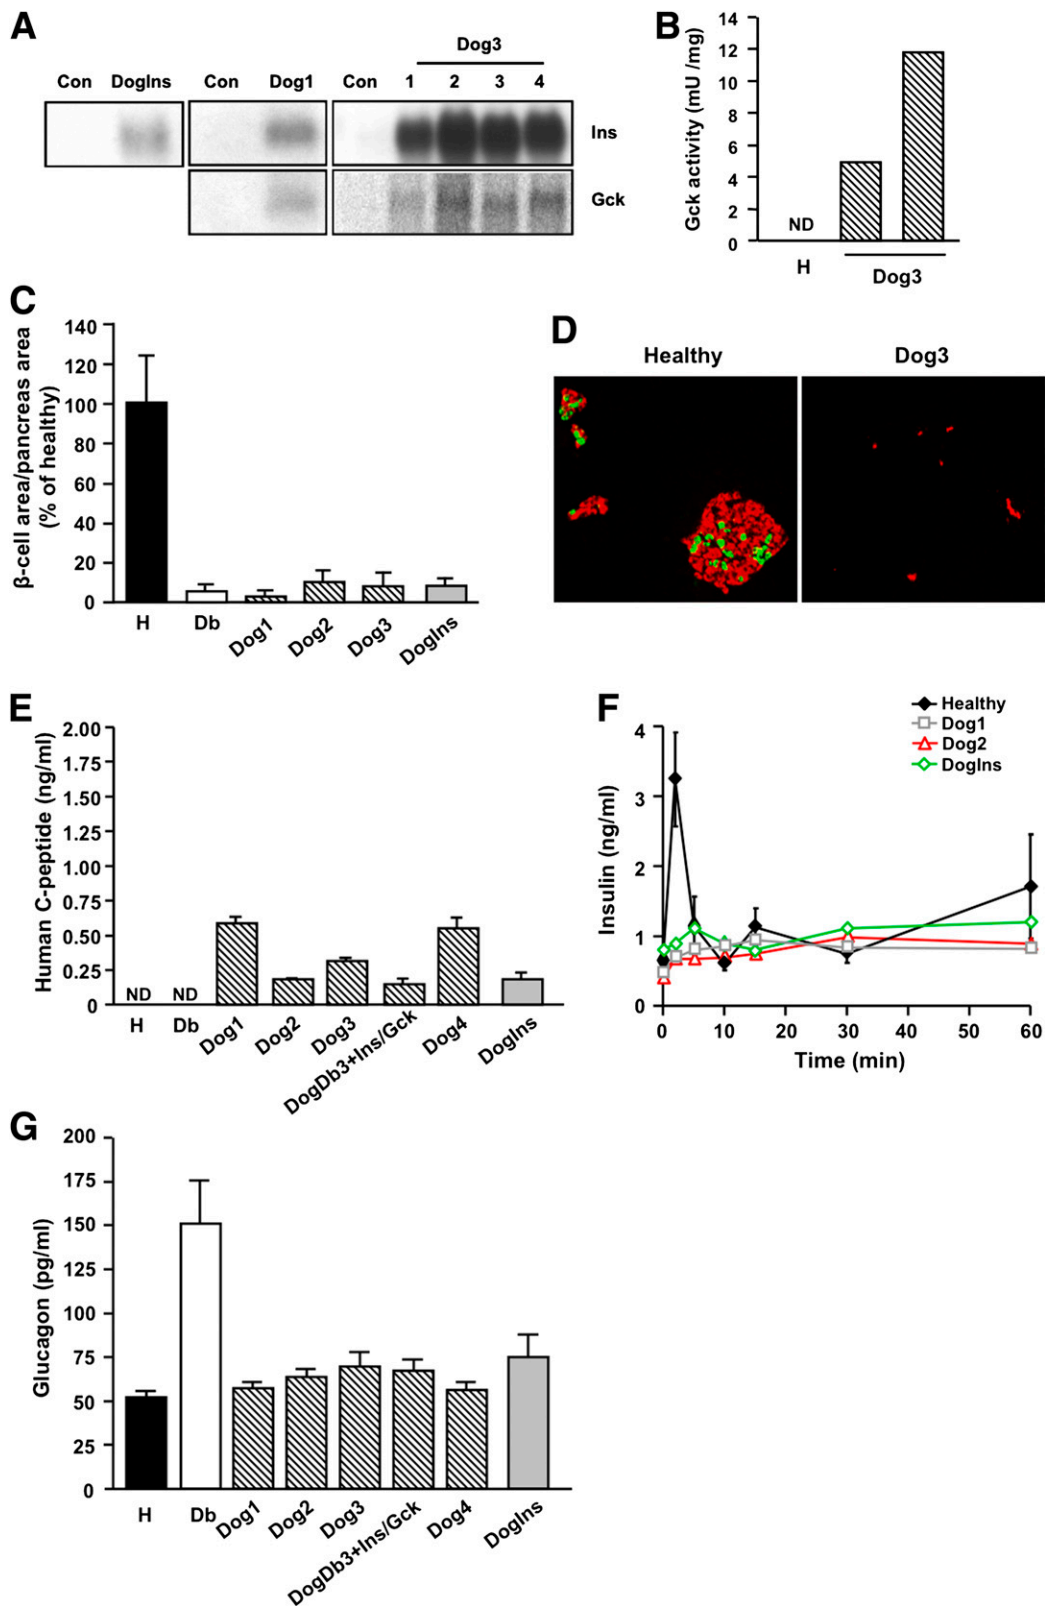 A
Dog3
Con DogIns Con Dog1 Con 1 2 3 4
Ins
Gck
B
Gck activity (mU /mg)
14
12
10
8
6
4
2
0
ND
H
Dog3
C
β-cell area/pancreas area
(% of healthy)
140
120
100
80
60
40
20
0
H Db Dog1 Dog2 Dog3 DogIns
D
Healthy Dog3
E
Human C-peptide (ng/ml)
2.00
1.75
1.50
1.25
1.00
0.75
0.50
0.25
0
ND ND
H Db Dog1 Dog2 Dog3 DogDb3+Ins/Gck Dog4 DogIns
F
Healthy
Dog1
Dog2
DogIns
Insulin (ng/ml)
4
3
2
1
0
0 10 20 30 40 50 60
Time (min)
G
Glucagon (pg/ml)
200
175
150
125
100
75
50
25
0
H Db Dog1 Dog2 Dog3 DogDb3+Ins/Gck Dog4 DogIns